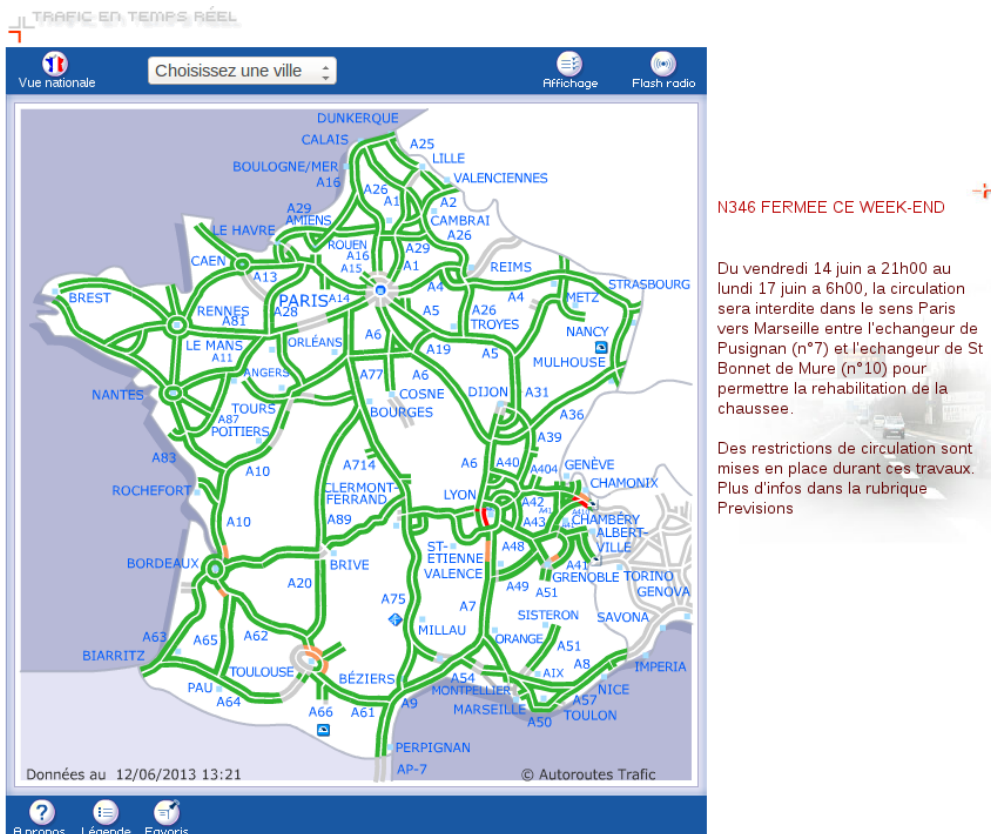 TRAFIC EN TEMPS RÉEL
Vue nationale
Choisissez une ville
Affichage
Flash radio
DUNKERQUE
CALAIS
A25
LILLE
BOULOGNE/MER
A16
VALENCIENNES
A26
A1
A2
A29
AMIENS
CAMBRAI
LE HAVRE
A26
ROUEN
A16
A29
CAEN
A15
A1
REIMS
A13
A4
STRASBOURG
BREST
PARIS
A14
A4
METZ
RENNES
A28
A5
A26
A81
TROYES
NANCY
LE MANS
ORLÉANS
A6
A19
A5
A11
MULHOUSE
ANGERS
A77
A6
NANTES
COSNE
DIJON
A31
TOURS
BOURGES
A36
A87
POITIERS
A39
A83
A10
A714
A6
A40
A404
GENÈVE
ROCHEFORT
CLERMONT-
FERRAND
LYON
CHAMONIX
A42
A41
A410
A10
A89
A43
CHAMBÉRY
ALBERT-
VILLE
ST-
ETIENNE
A48
BORDEAUX
BRIVE
VALENCE
A41
GRENOBLE
TORINO
A20
A49
A51
GENOVA
A75
A7
SISTERON
SAVONA
MILLAU
A63
A65
A62
ORANGE
A51
BIARRITZ
A8
IMPERIA
TOULOUSE
BÉZIERS
A54
AIX
PAU
MONTPELLIER
NICE
A64
A66
A61
A9
MARSEILLE
A57
A50
TOULON
PERPIGNAN
AP-7
Données au 12/06/2013 13:21
© Autoroutes Trafic
A propos
Légende
Favoris
N346 FERMEE CE WEEK-END
Du vendredi 14 juin a 21h00 au
lundi 17 juin a 6h00, la circulation
sera interdite dans le sens Paris
vers Marseille entre l'echangeur de
Pusignan (n°7) et l'echangeur de St
Bonnet de Mure (n°10) pour
permettre la rehabilitation de la
chaussee.
Des restrictions de circulation sont
mises en place durant ces travaux.
Plus d'infos dans la rubrique
Previsions